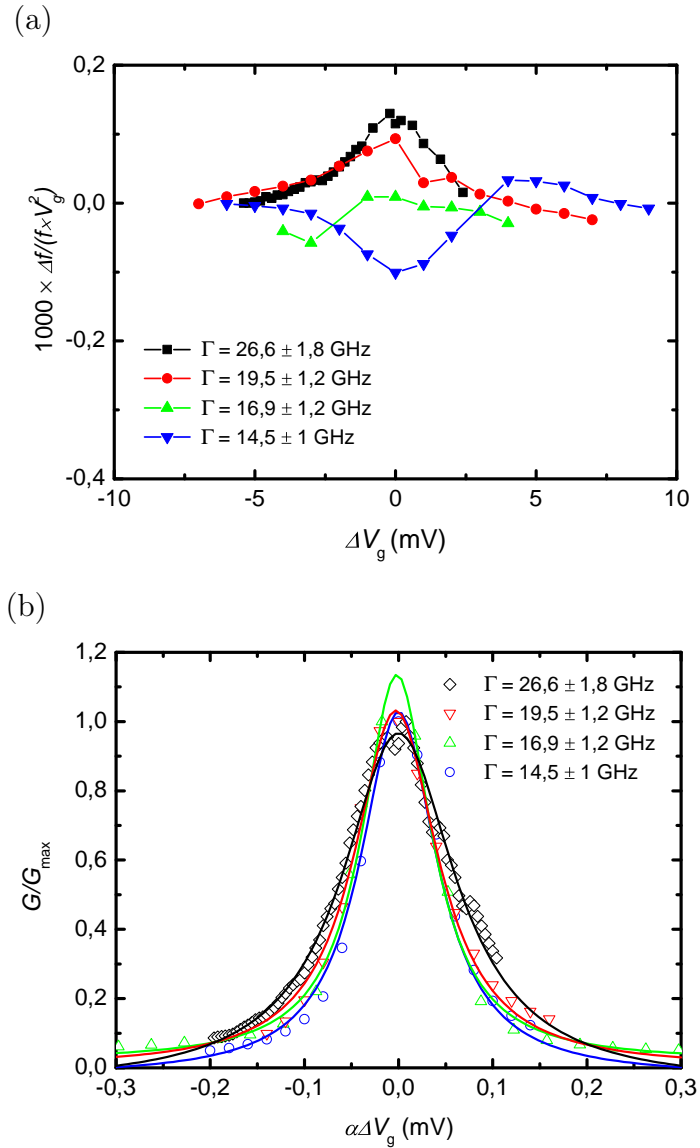 (a)
0,2
0,0
-0,2
-0,4
1000 × Δf/(f×V_g^2)
-10 -5 0 5 10
ΔV_g (mV)
Γ = 26,6 ± 1,8 GHz
Γ = 19,5 ± 1,2 GHz
Γ = 16,9 ± 1,2 GHz
Γ = 14,5 ± 1 GHz
(b)
1,2
1,0
0,8
0,6
0,4
0,2
0,0
G/G_max
-0,3 -0,2 -0,1 0,0 0,1 0,2 0,3
αΔV_g (mV)
Γ = 26,6 ± 1,8 GHz
Γ = 19,5 ± 1,2 GHz
Γ = 16,9 ± 1,2 GHz
Γ = 14,5 ± 1 GHz